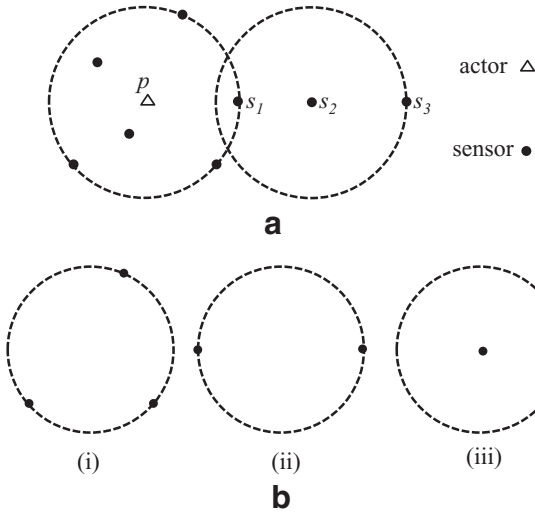 p
s1
s2
s3
actor
sensor
a
(i)
(ii)
(iii)
b